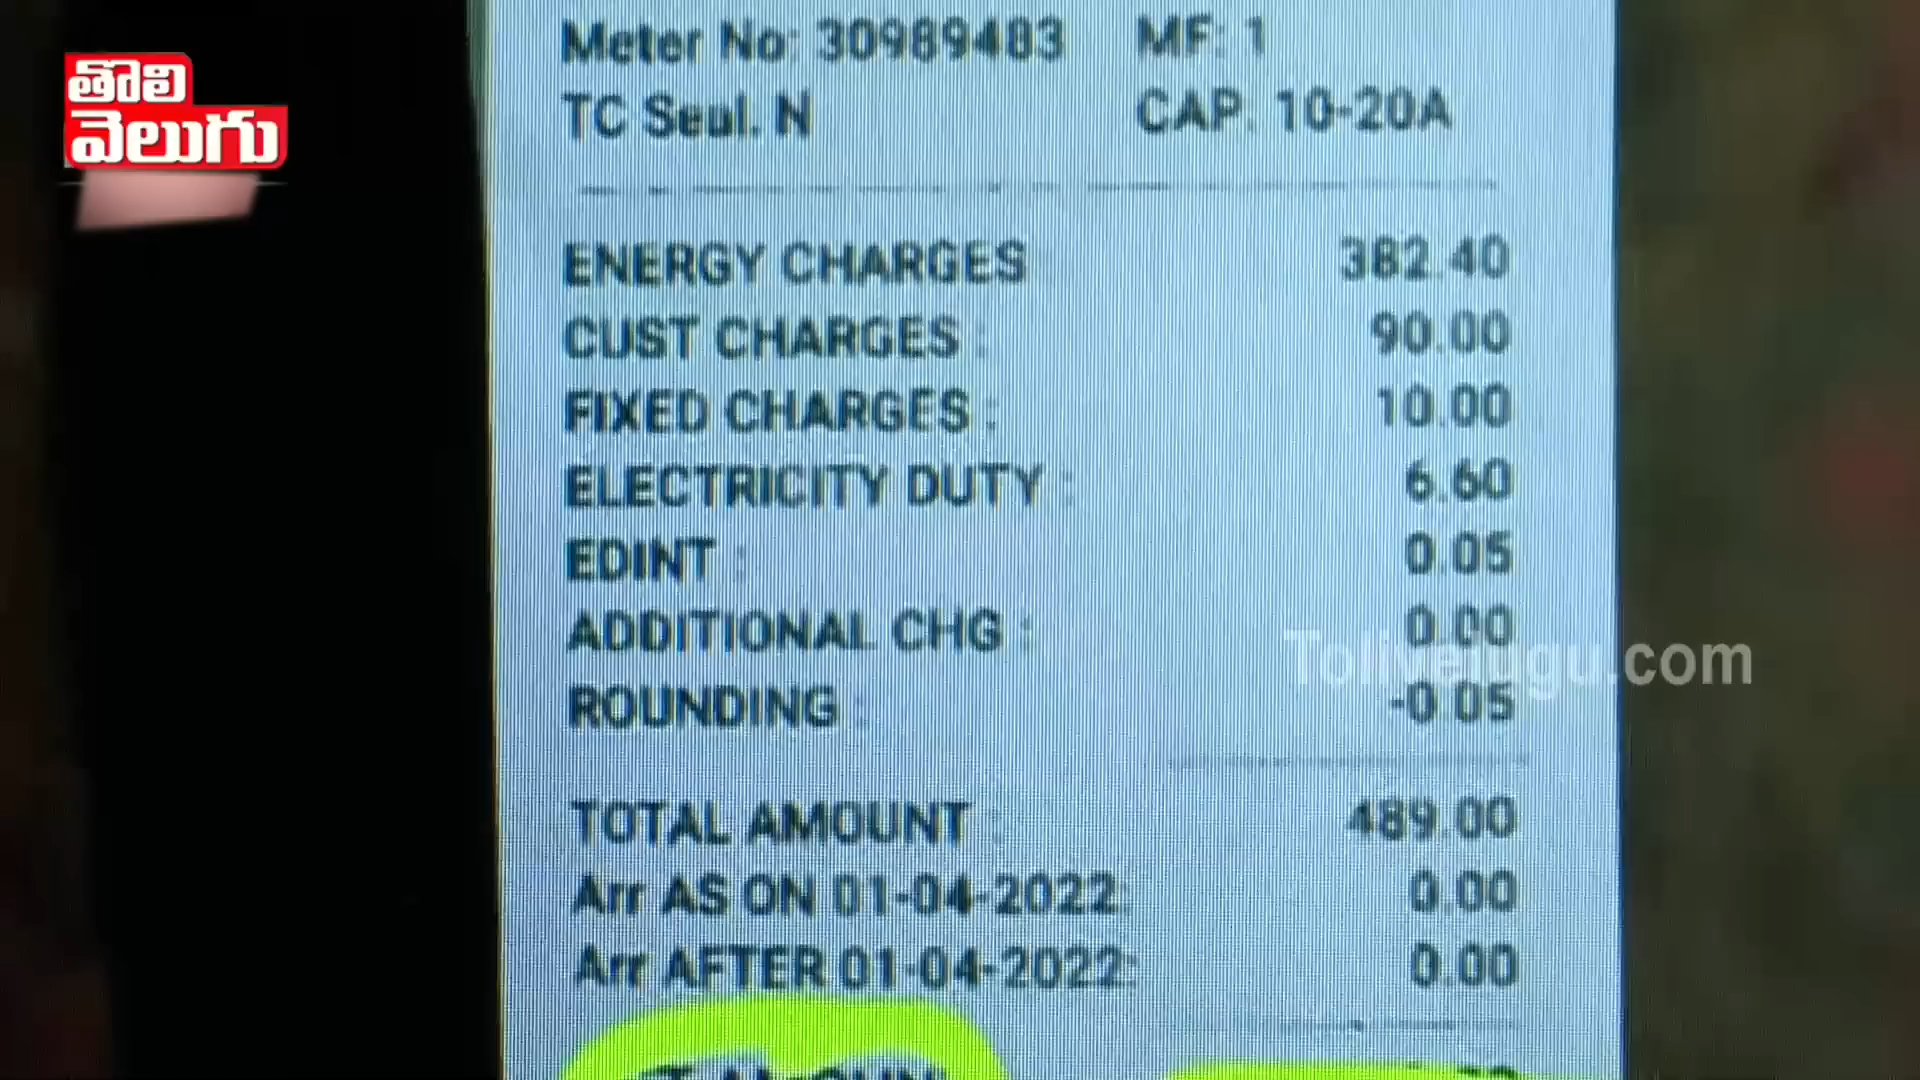 తొలి
వెలుగు
Meter No: 30989483 MF: 1
TC Seal. N CAP: 10-20A
ENERGY CHARGES 382.40
CUST CHARGES : 90.00
FIXED CHARGES : 10.00
ELECTRICITY DUTY : 6.60
EDINT : 0.05
ADDITIONAL CHG : 0.00
Tolivelugu.com
ROUNDING : -0.05
TOTAL AMOUNT : 489.00
Arr AS ON 01-04-2022: 0.00
Arr AFTER 01-04-2022: 0.00